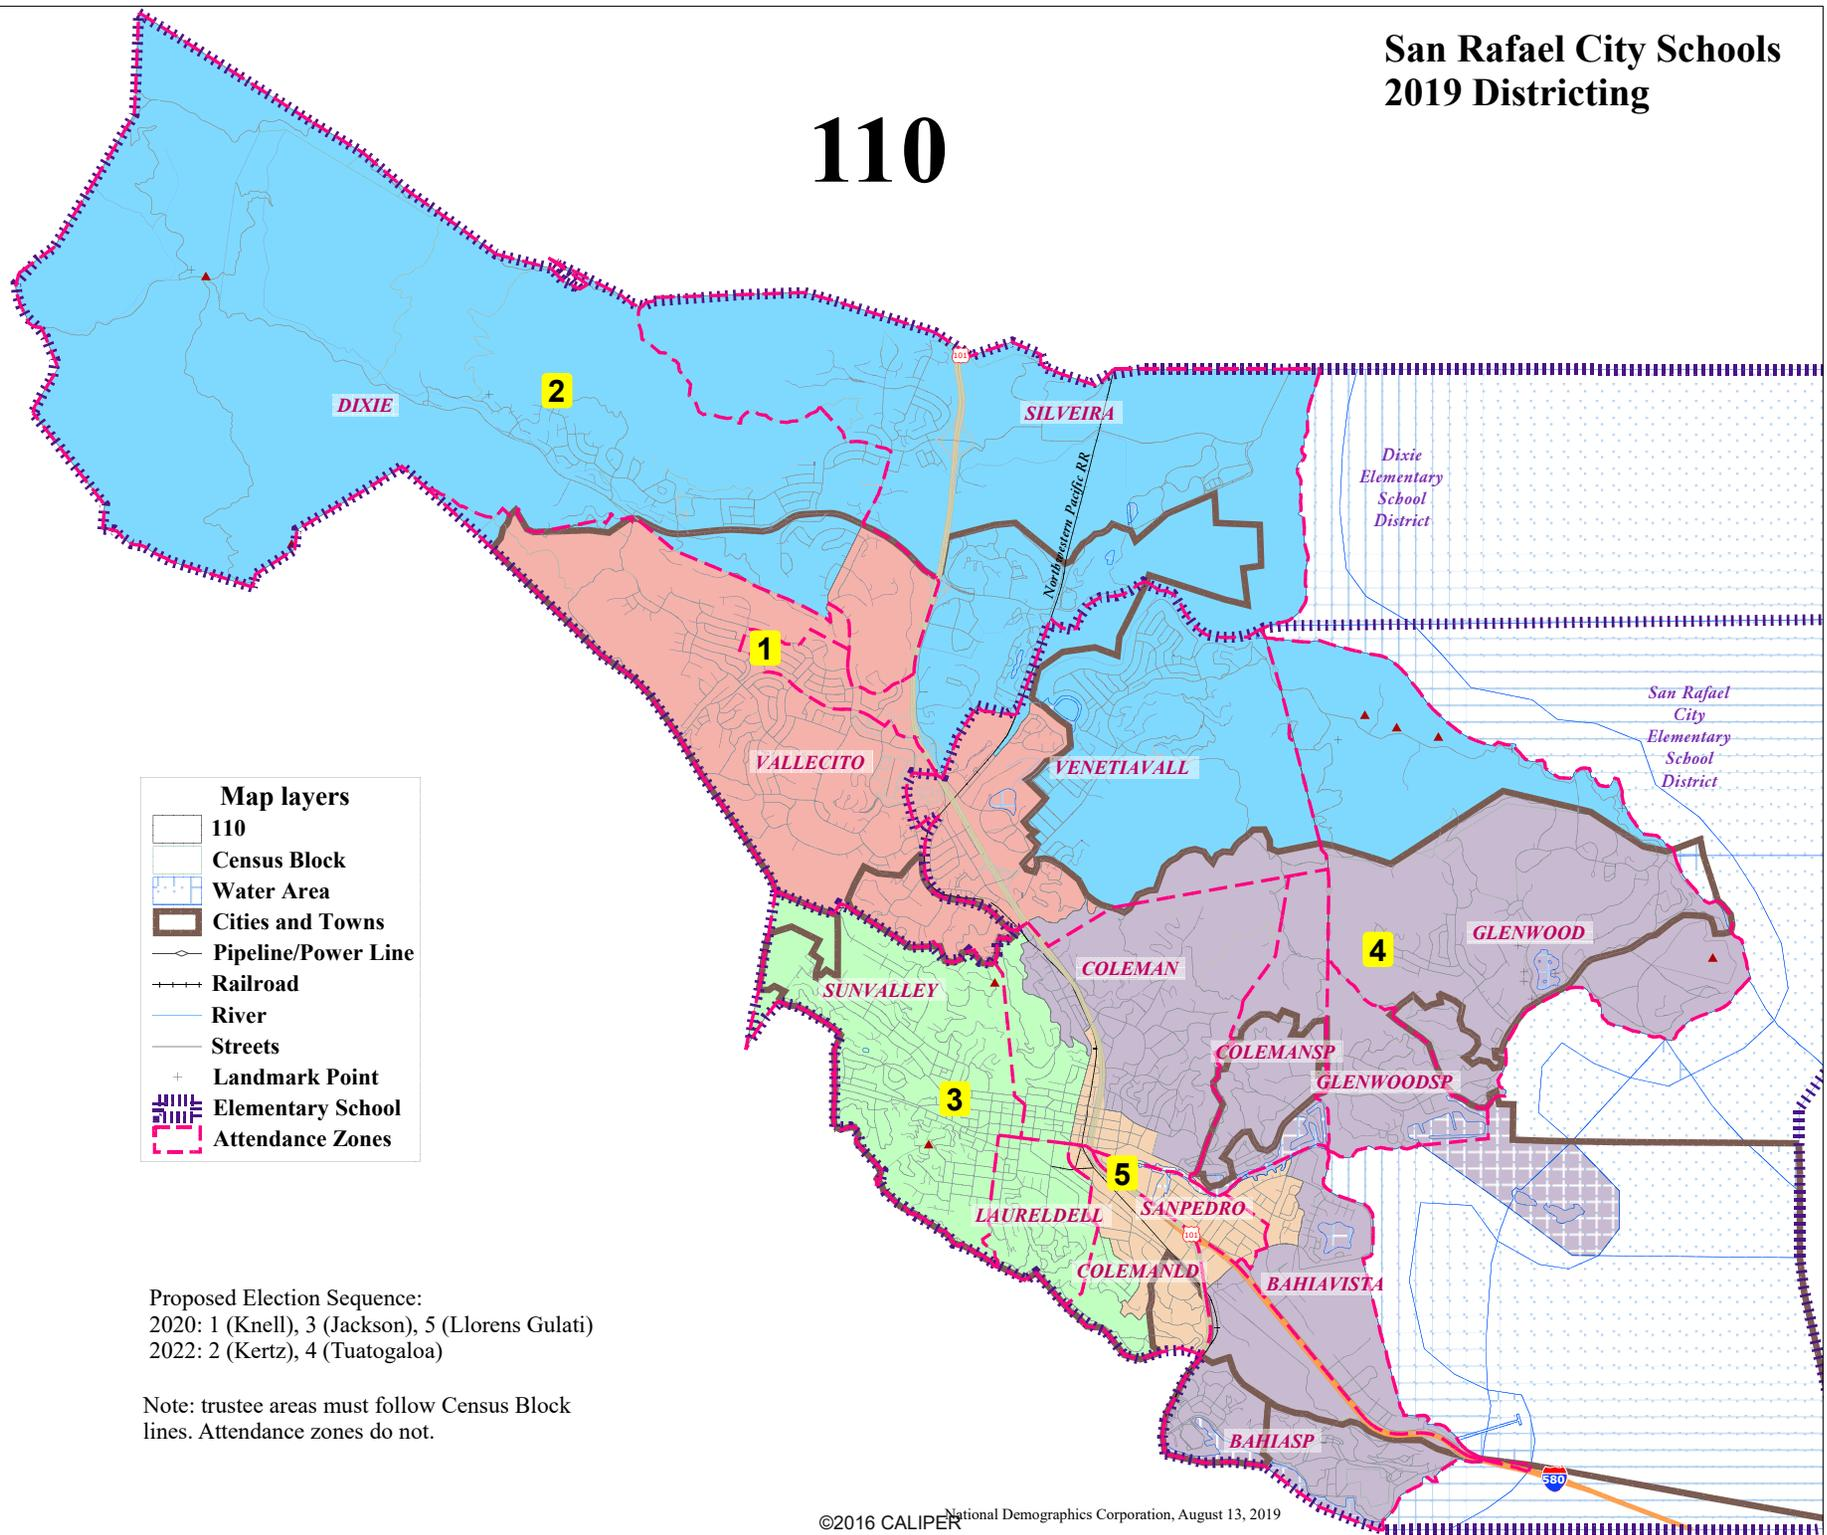 San Rafael City Schools
2019 Districting
110
101
2
DIXIE
SILVEIRA
Northwestern Pacific RR
Dixie
Elementary
School
District
1
San Rafael
City
Elementary
School
District
VALLECITO
VENETIAVALL
Map layers
110
Census Block
Water Area
Cities and Towns
Pipeline/Power Line
Railroad
River
Streets
Landmark Point
Elementary School
Attendance Zones
4
GLENWOOD
COLEMAN
SUNVALLEY
COLEMANSP
GLENWOODSP
3
5
SANPEDRO
LAURELDELL
101
COLEMANLD
BAHIAVISTA
BAHIASP
580
Proposed Election Sequence:
2020: 1 (Knell), 3 (Jackson), 5 (Llorens Gulati)
2022: 2 (Kertz), 4 (Tuatogaloa)
Note: trustee areas must follow Census Block
lines. Attendance zones do not.
National Demographics Corporation, August 13, 2019
©2016 CALIPER